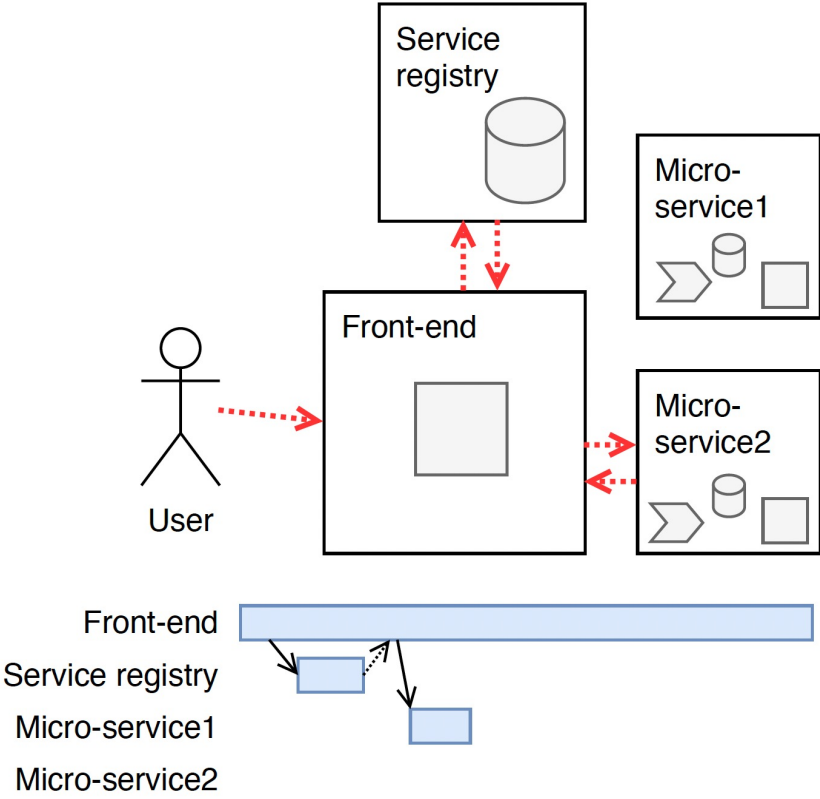 Service
registry
Micro-
service1
Front-end
Micro-
service2
User
Front-end
Service registry
Micro-service1
Micro-service2